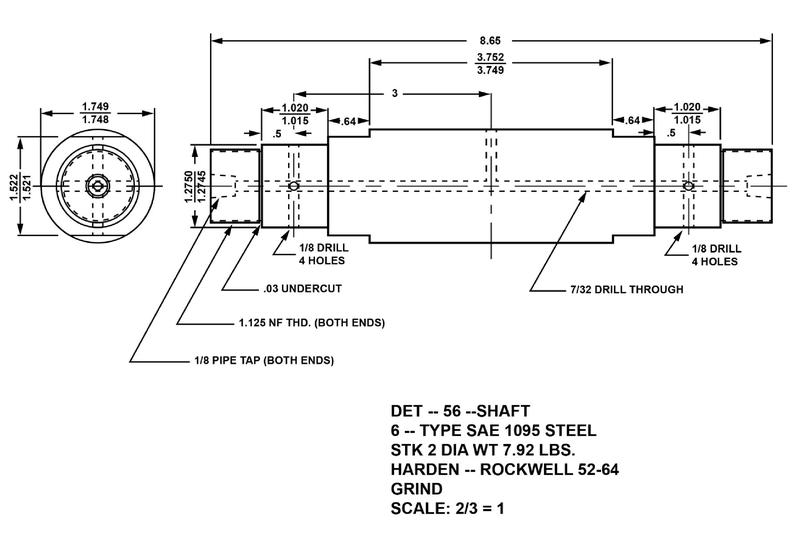 8.65
3.752
3.749
3
1.749
1.748
1.020
1.015
.64
.5
.64
1.020
1.015
.5
1.522
1.521
1.2750
1.2745
1/8 DRILL
4 HOLES
1/8 DRILL
4 HOLES
.03 UNDERCUT
7/32 DRILL THROUGH
1.125 NF THD. (BOTH ENDS)
1/8 PIPE TAP (BOTH ENDS)
DET -- 56 --SHAFT
6 -- TYPE SAE 1095 STEEL
STK 2 DIA WT 7.92 LBS.
HARDEN -- ROCKWELL 52-64
GRIND
SCALE: 2/3 = 1